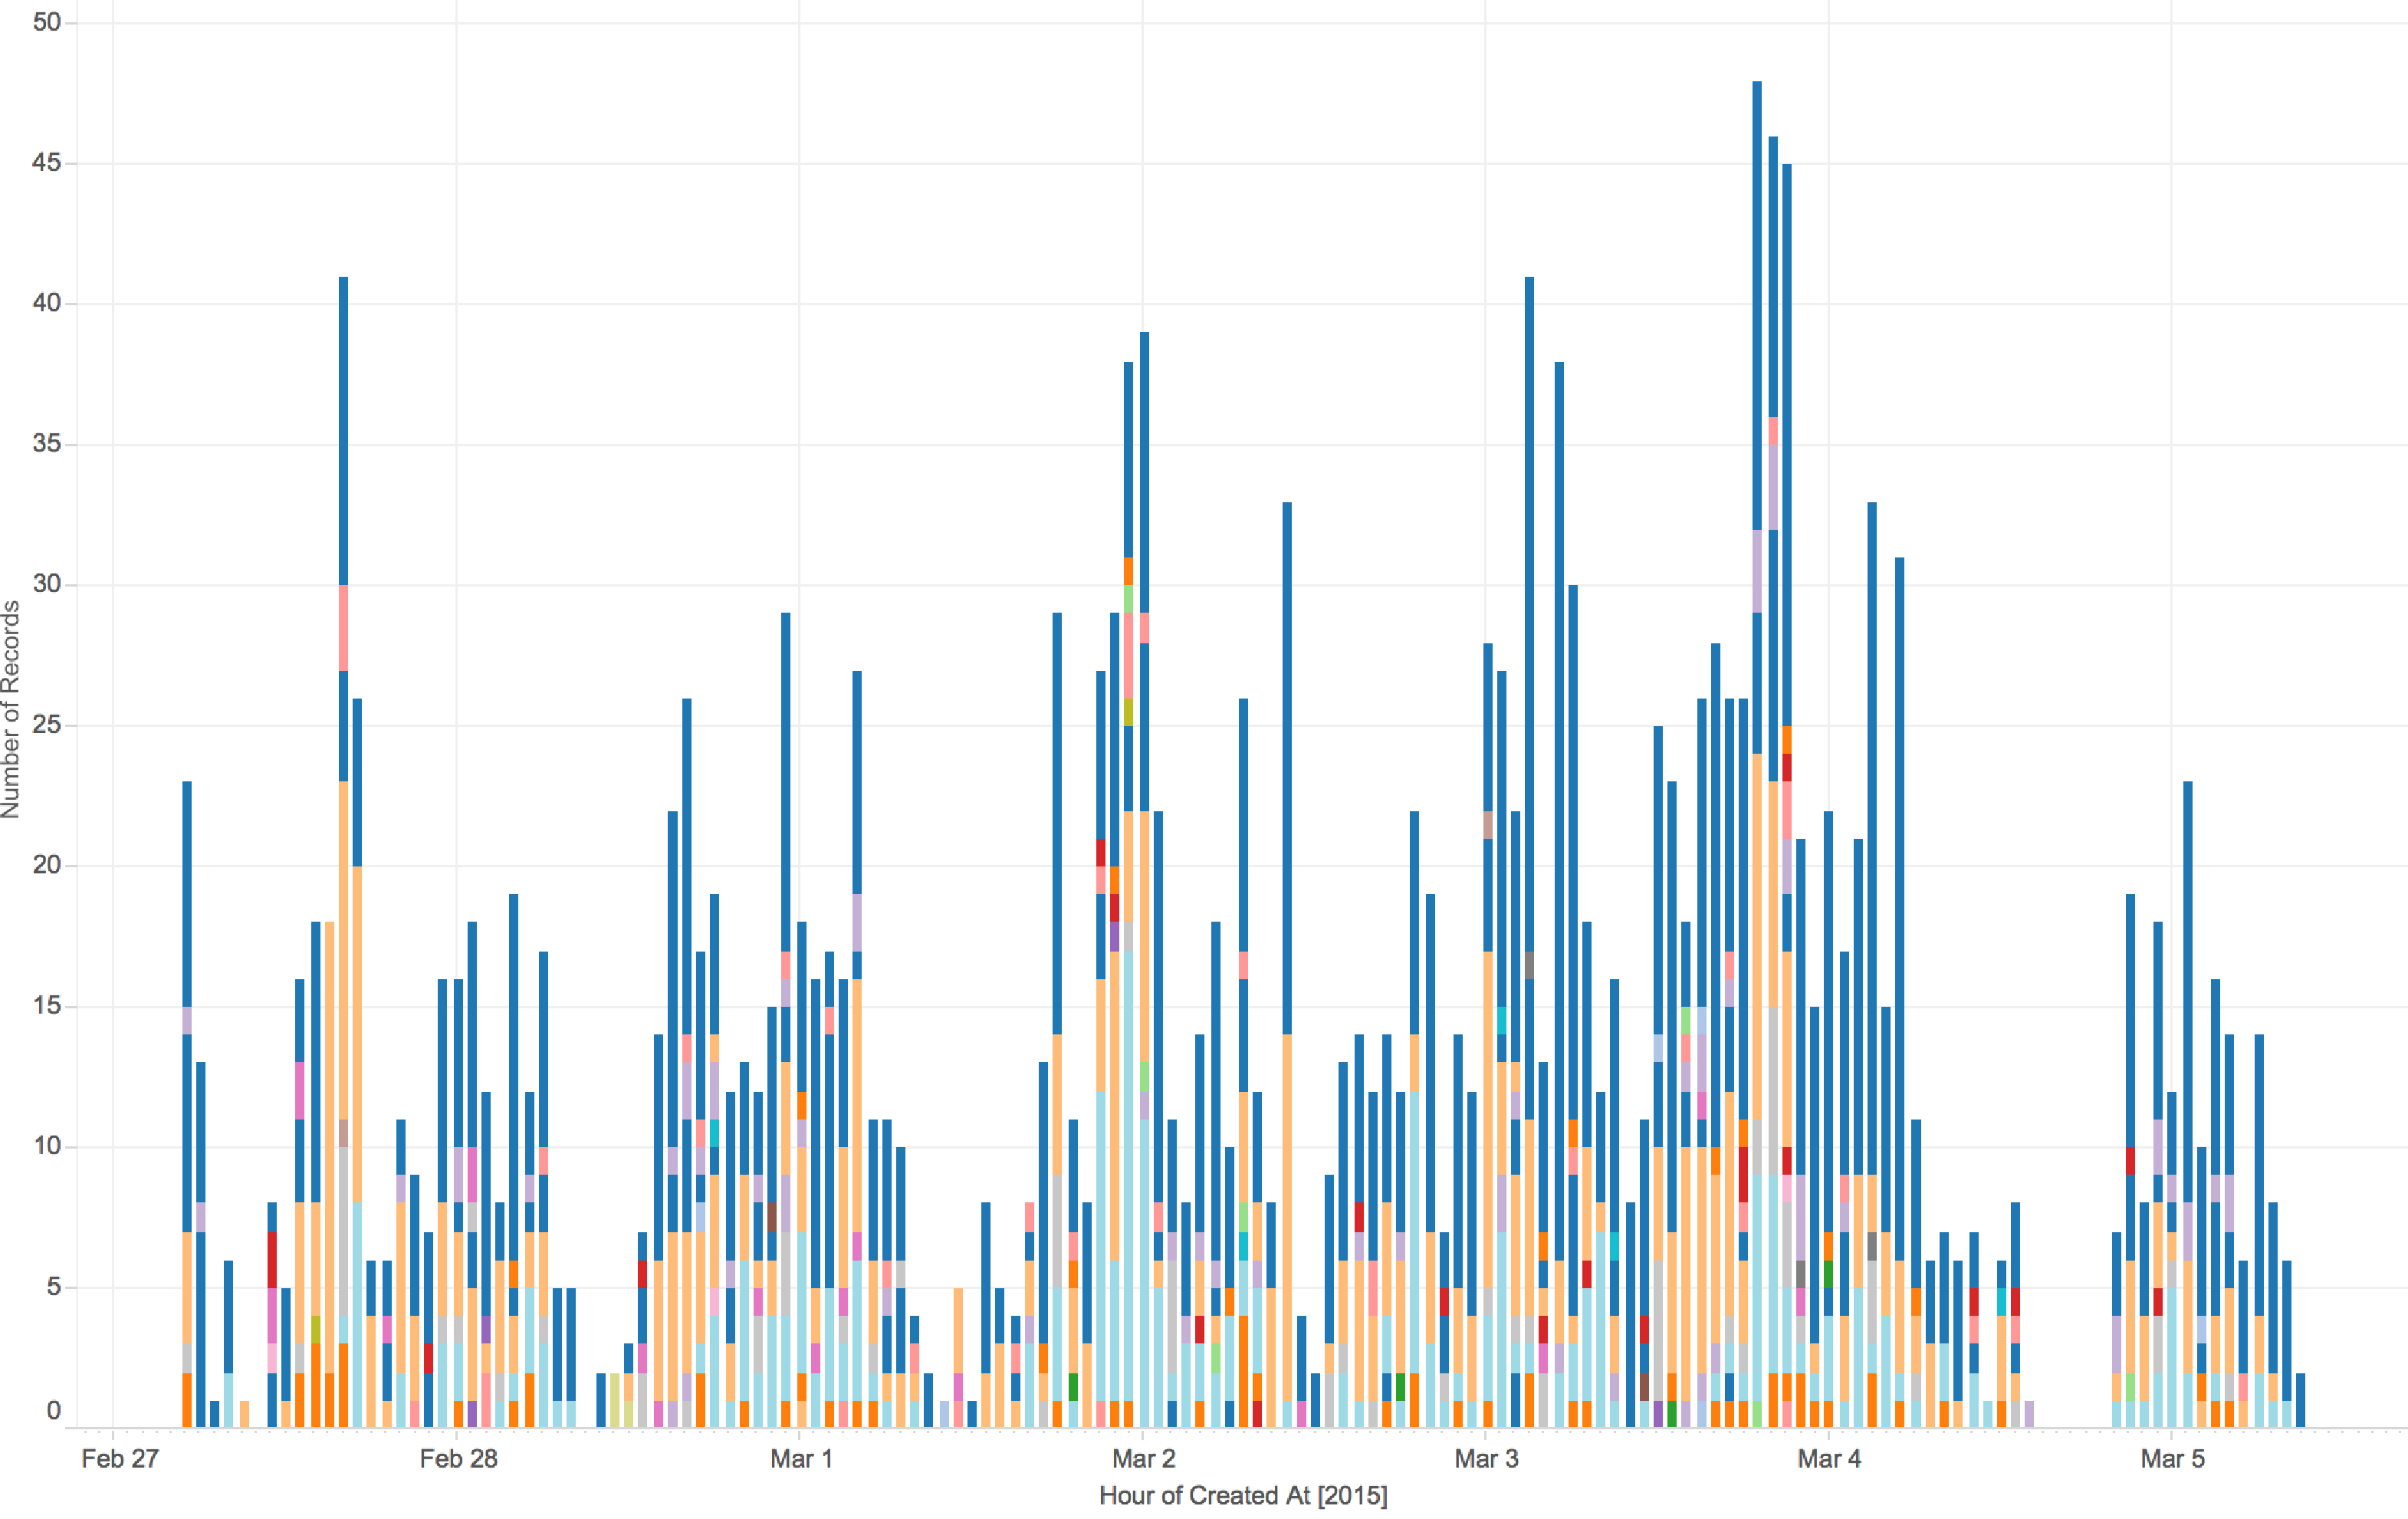 50
45
40
35
30
25
20
15
10
5
0
Number of Records
Feb 27
Feb 28
Mar 1
Mar 2
Mar 3
Mar 4
Mar 5
Hour of Created At [2015]